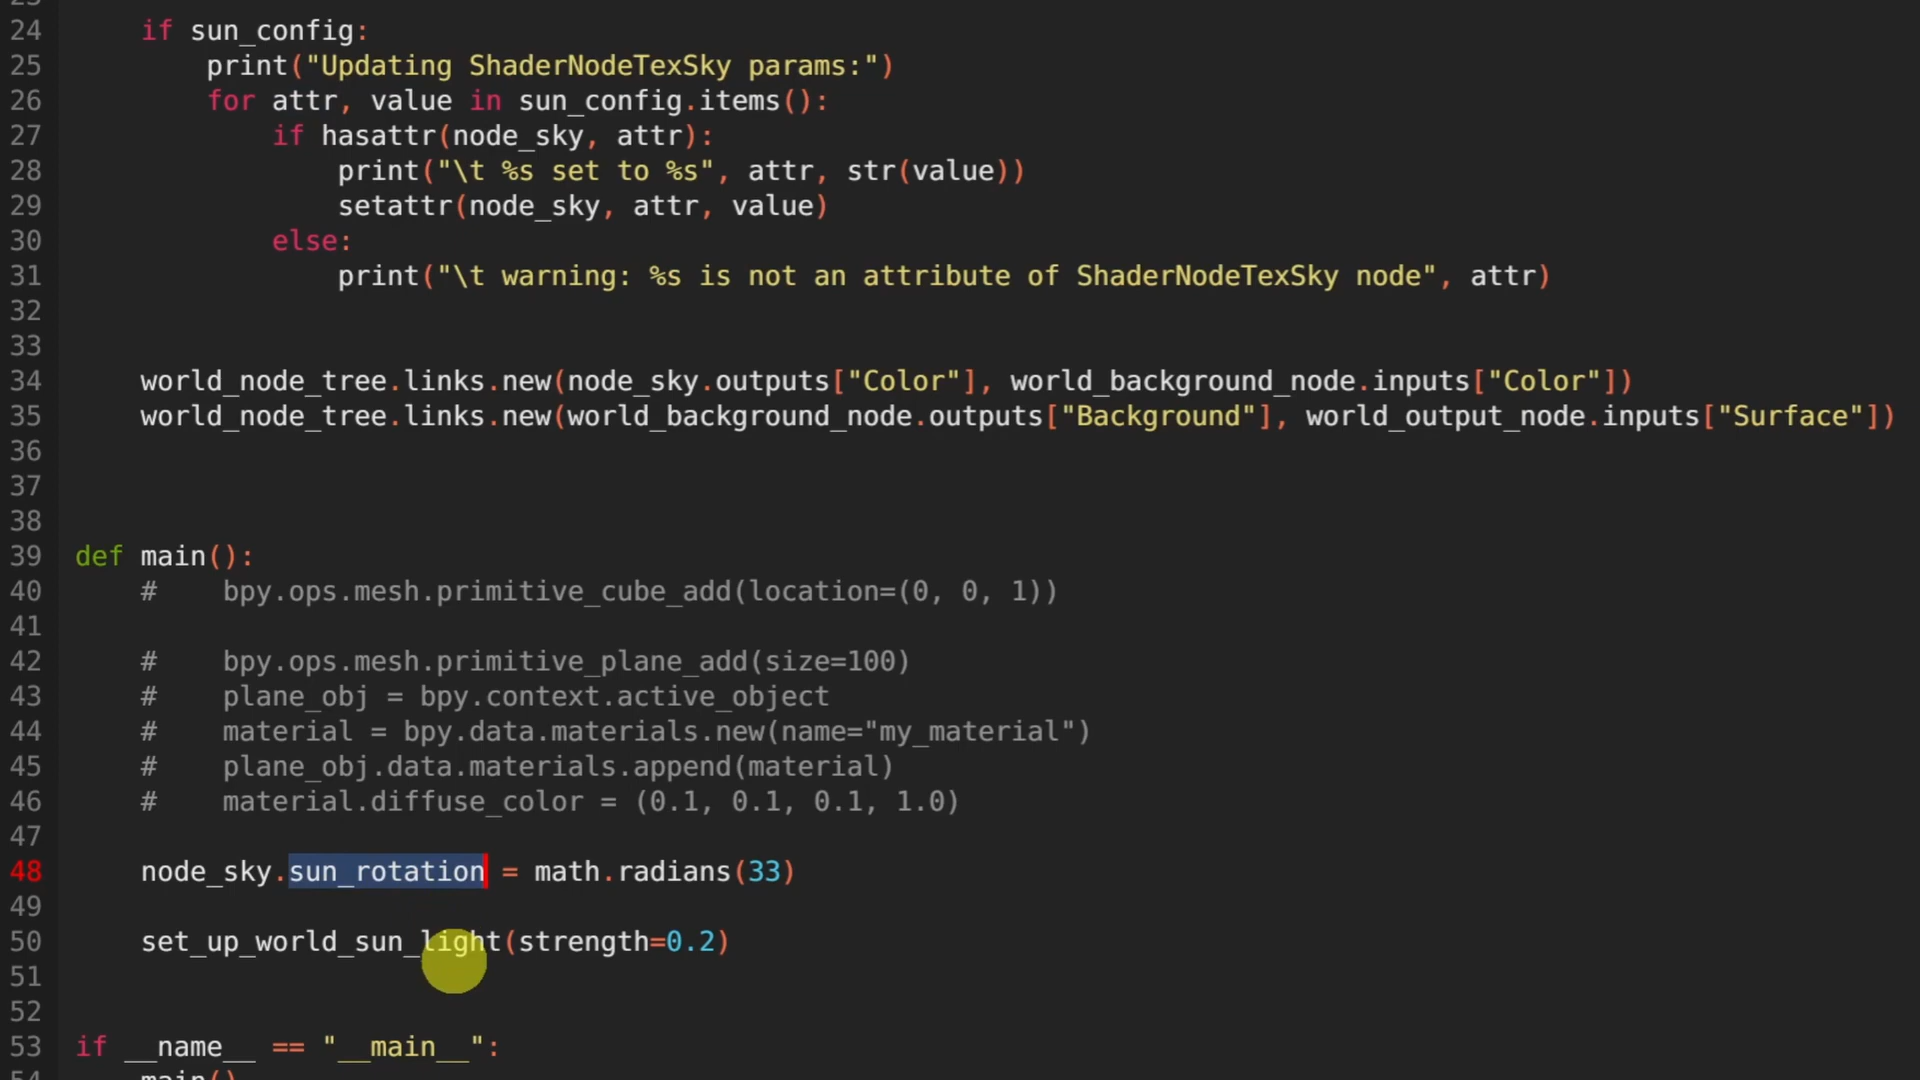 24 if sun_config:
25 print("Updating ShaderNodeTexSky params:")
26 for attr, value in sun_config.items():
27 if hasattr(node_sky, attr):
28 print("\t %s set to %s", attr, str(value))
29 setattr(node_sky, attr, value)
30 else:
31 print("\t warning: %s is not an attribute of ShaderNodeTexSky node", attr)
32
33
34 world_node_tree.links.new(node_sky.outputs["Color"], world_background_node.inputs["Color"])
35 world_node_tree.links.new(world_background_node.outputs["Background"], world_output_node.inputs["Surface"])
36
37
38
39 def main():
40 # bpy.ops.mesh.primitive_cube_add(location=(0, 0, 1))
41
42 # bpy.ops.mesh.primitive_plane_add(size=100)
43 # plane_obj = bpy.context.active_object
44 # material = bpy.data.materials.new(name="my_material")
45 # plane_obj.data.materials.append(material)
46 # material.diffuse_color = (0.1, 0.1, 0.1, 1.0)
47
48 node_sky.sun_rotation = math.radians(33)
49
50 set_up_world_sun_light(strength=0.2)
51
52
53 if __name__ == "__main__":
54 main()